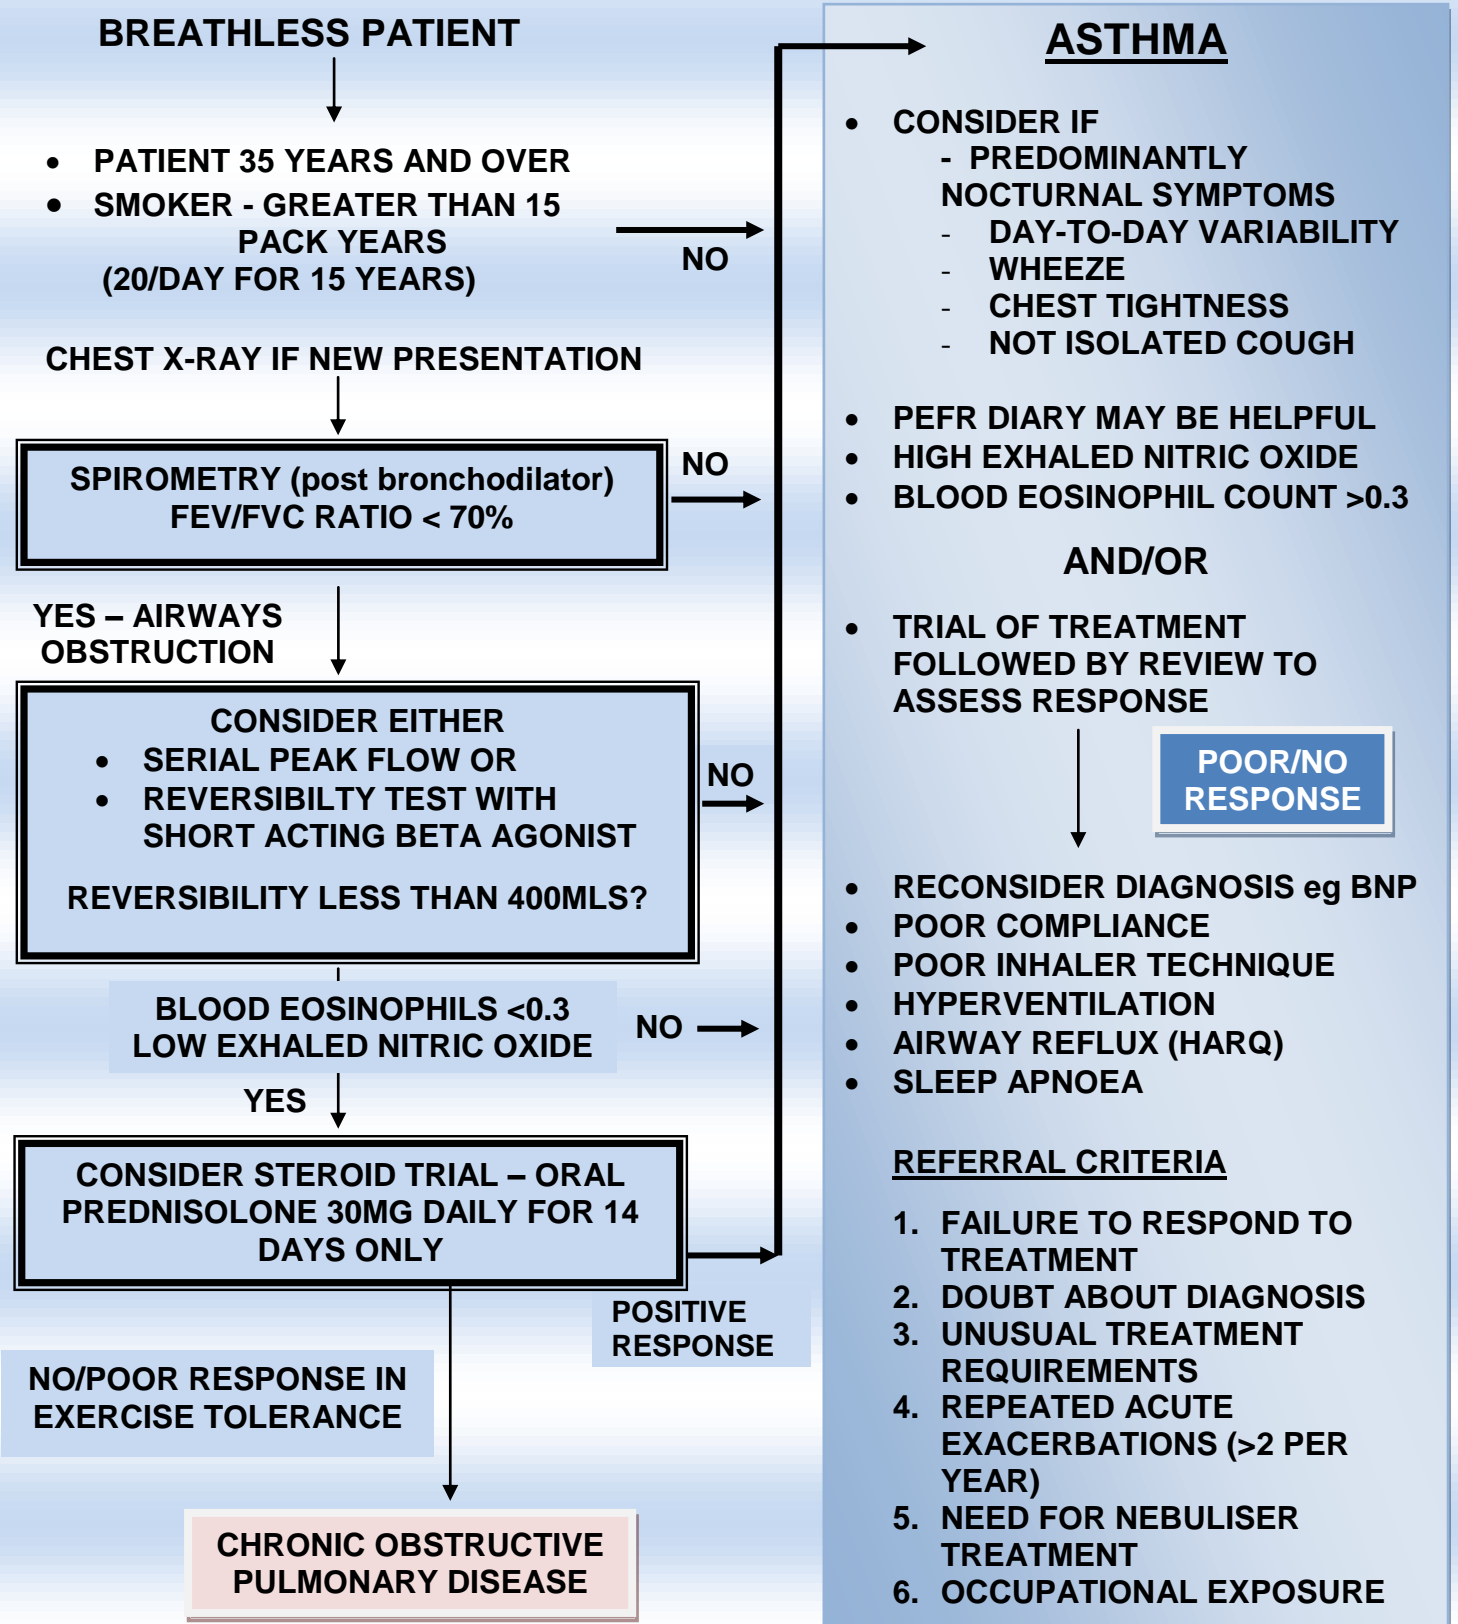 BREATHLESS PATIENT
• PATIENT 35 YEARS AND OVER
• SMOKER - GREATER THAN 15
PACK YEARS
(20/DAY FOR 15 YEARS)
NO
CHEST X-RAY IF NEW PRESENTATION
SPIROMETRY (post bronchodilator)
FEV/FVC RATIO < 70%
NO
YES – AIRWAYS
OBSTRUCTION
CONSIDER EITHER
• SERIAL PEAK FLOW OR
• REVERSIBILTY TEST WITH
SHORT ACTING BETA AGONIST
REVERSIBILITY LESS THAN 400MLS?
NO
BLOOD EOSINOPHILS <0.3
LOW EXHALED NITRIC OXIDE
NO
YES
CONSIDER STEROID TRIAL – ORAL
PREDNISOLONE 30MG DAILY FOR 14
DAYS ONLY
POSITIVE
RESPONSE
NO/POOR RESPONSE IN
EXERCISE TOLERANCE
CHRONIC OBSTRUCTIVE
PULMONARY DISEASE
ASTHMA
• CONSIDER IF
- PREDOMINANTLY
NOCTURNAL SYMPTOMS
- DAY-TO-DAY VARIABILITY
- WHEEZE
- CHEST TIGHTNESS
- NOT ISOLATED COUGH
• PEFR DIARY MAY BE HELPFUL
• HIGH EXHALED NITRIC OXIDE
• BLOOD EOSINOPHIL COUNT >0.3
AND/OR
• TRIAL OF TREATMENT
FOLLOWED BY REVIEW TO
ASSESS RESPONSE
POOR/NO
RESPONSE
• RECONSIDER DIAGNOSIS eg BNP
• POOR COMPLIANCE
• POOR INHALER TECHNIQUE
• HYPERVENTILATION
• AIRWAY REFLUX (HARQ)
• SLEEP APNOEA
REFERRAL CRITERIA
1. FAILURE TO RESPOND TO
TREATMENT
2. DOUBT ABOUT DIAGNOSIS
3. UNUSUAL TREATMENT
REQUIREMENTS
4. REPEATED ACUTE
EXACERBATIONS (>2 PER
YEAR)
5. NEED FOR NEBULISER
TREATMENT
6. OCCUPATIONAL EXPOSURE